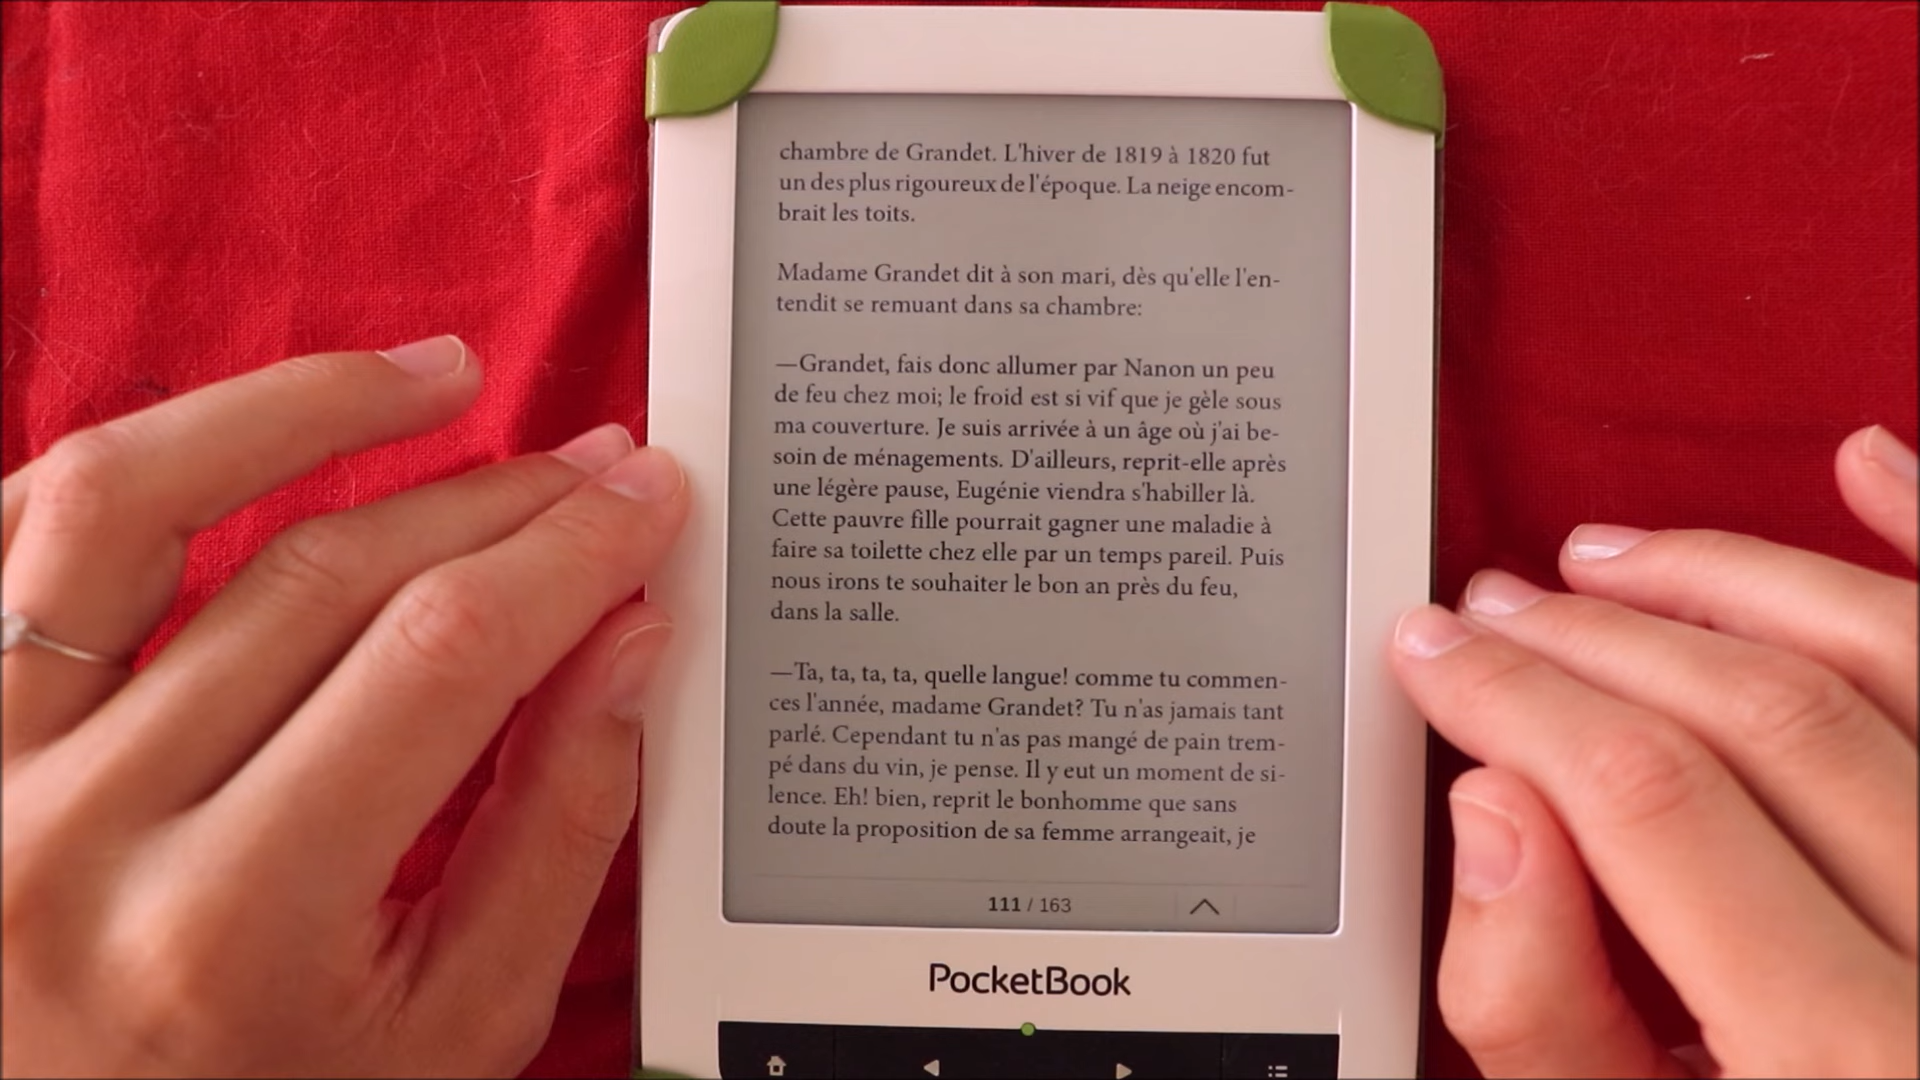 chambre de Grandet. L'hiver de 1819 à 1820 fut
un des plus rigoureux de l'époque. La neige encom-
brait les toits.
Madame Grandet dit à son mari, dès qu'elle l'en-
tendit se remuant dans sa chambre:
—Grandet, fais donc allumer par Nanon un peu
de feu chez moi; le froid est si vif que je gèle sous
ma couverture. Je suis arrivée à un âge où j'ai be-
soin de ménagements. D'ailleurs, reprit-elle après
une légère pause, Eugénie viendra s'habiller là.
Cette pauvre fille pourrait gagner une maladie à
faire sa toilette chez elle par un temps pareil. Puis
nous irons te souhaiter le bon an près du feu,
dans la salle.
—Ta, ta, ta, ta, quelle langue! comme tu commen-
ces l'année, madame Grandet? Tu n'as jamais tant
parlé. Cependant tu n'as pas mangé de pain trem-
pé dans du vin, je pense. Il y eut un moment de si-
lence. Eh! bien, reprit le bonhomme que sans
doute la proposition de sa femme arrangeait, je
111 / 163
PocketBook